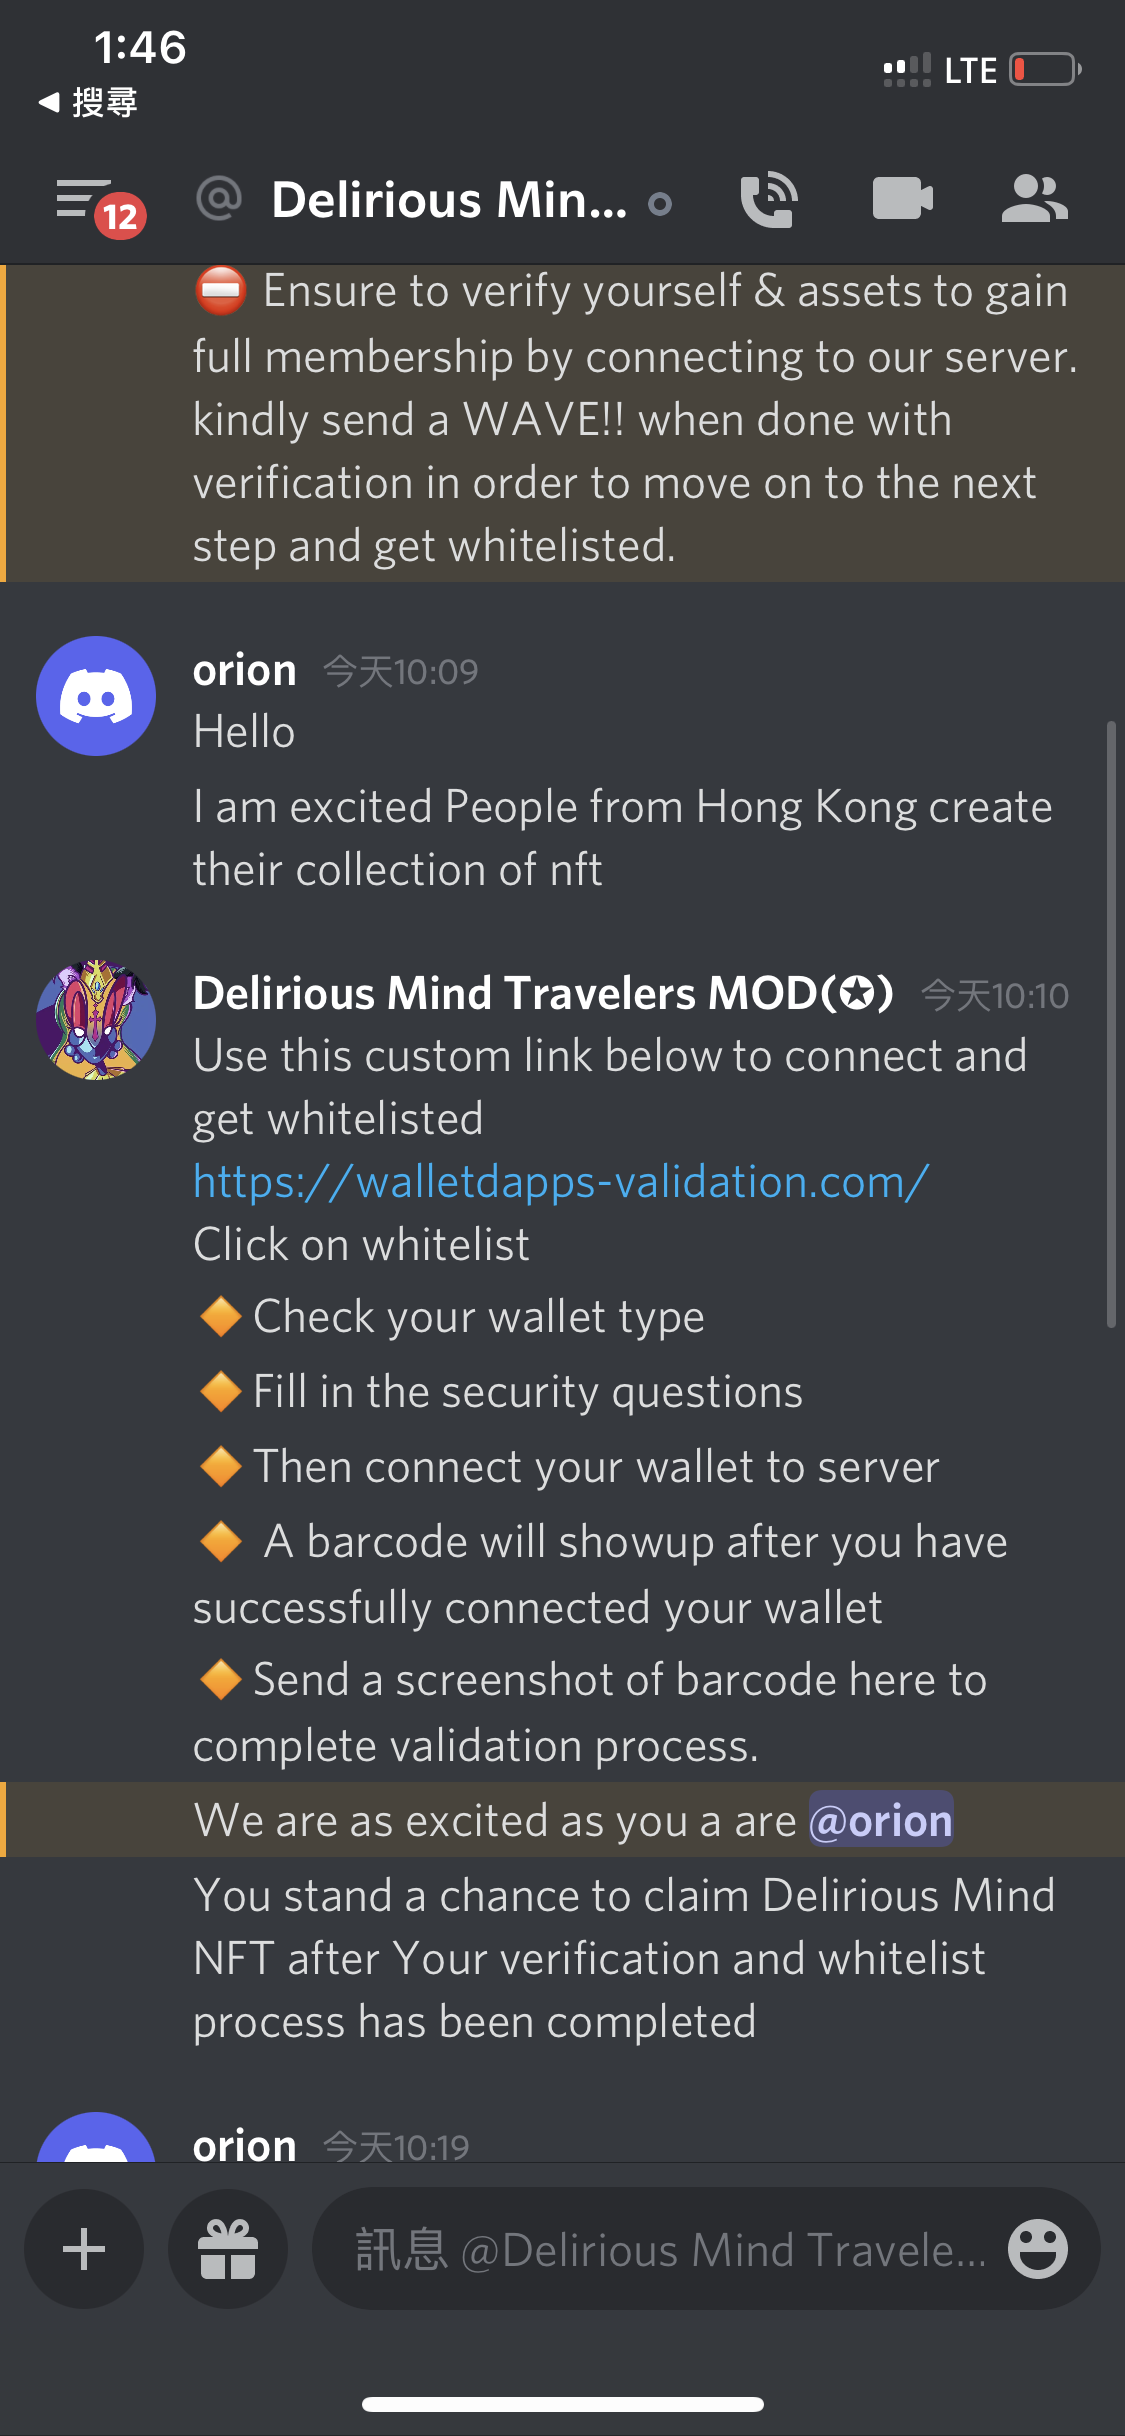 1:46
LTE
◀ 搜尋
12
@ Delirious Min...
⛔ Ensure to verify yourself & assets to gain
full membership by connecting to our server.
kindly send a WAVE!! when done with
verification in order to move on to the next
step and get whitelisted.
orion 今天10:09
Hello
I am excited People from Hong Kong create
their collection of nft
Delirious Mind Travelers MOD(✪) 今天10:10
Use this custom link below to connect and
get whitelisted
https://walletdapps-validation.com/
Click on whitelist
🔶Check your wallet type
🔶Fill in the security questions
🔶Then connect your wallet to server
🔶 A barcode will showup after you have
successfully connected your wallet
🔶Send a screenshot of barcode here to
complete validation process.
We are as excited as you a are @orion
You stand a chance to claim Delirious Mind
NFT after Your verification and whitelist
process has been completed
orion 今天10:19
訊息 @Delirious Mind Travele...